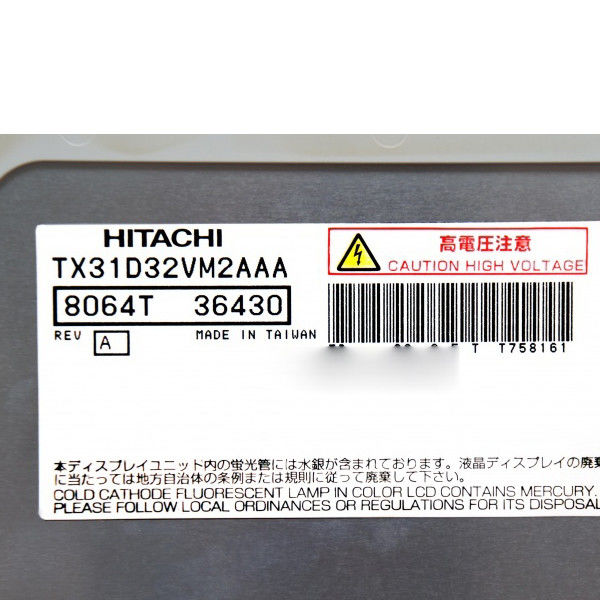 HITACHI
TX31D32VM2AAA
8064T 36430
REV A MADE IN TAIWAN
高電圧注意
CAUTION HIGH VOLTAGE
T T758161
本ディスプレイユニット内の蛍光管には水銀が含まれております。液晶ディスプレイの廃棄
に当たっては地方自治体の条例または規則に従って廃棄して下さい。
COLD CATHODE FLUORESCENT LAMP IN COLOR LCD CONTAINS MERCURY.
PLEASE FOLLOW LOCAL ORDINANCES OR REGULATIONS FOR ITS DISPOSAL